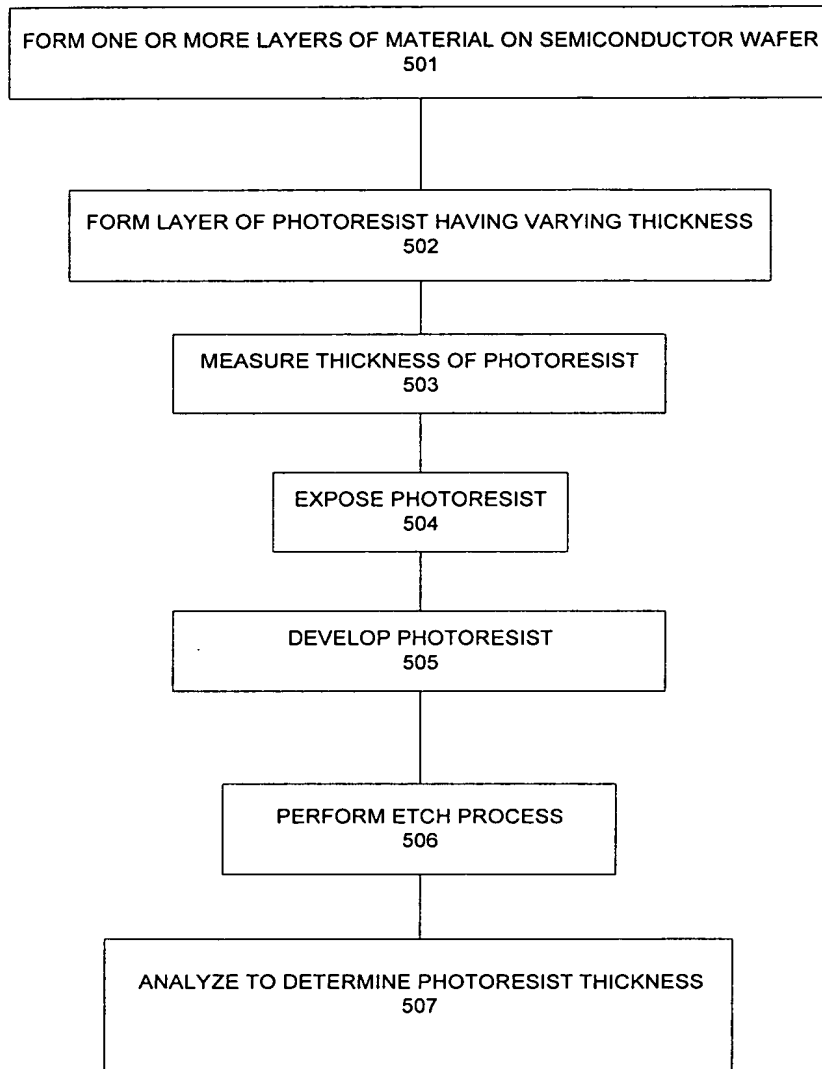 FORM ONE OR MORE LAYERS OF MATERIAL ON SEMICONDUCTOR WAFER
501
FORM LAYER OF PHOTORESIST HAVING VARYING THICKNESS
502
MEASURE THICKNESS OF PHOTORESIST
503
EXPOSE PHOTORESIST
504
DEVELOP PHOTORESIST
505
PERFORM ETCH PROCESS
506
ANALYZE TO DETERMINE PHOTORESIST THICKNESS
507